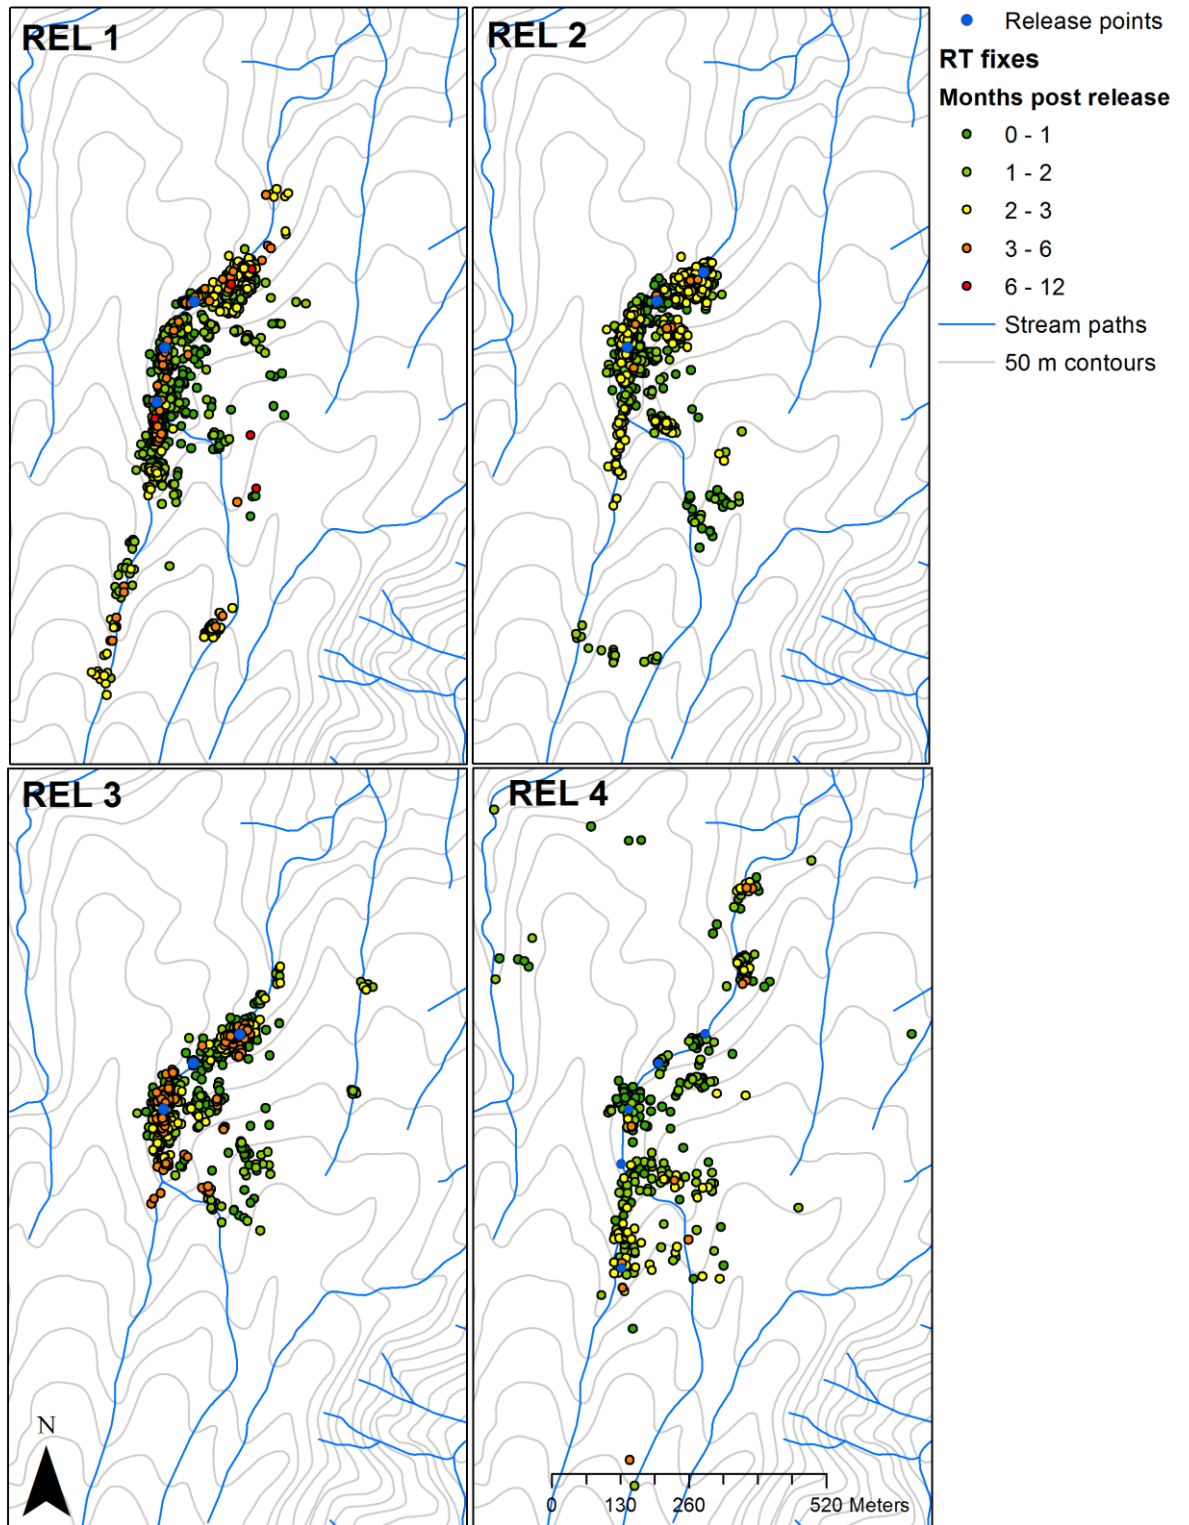 REL 1
REL 2
Release points
RT fixes
Months post release
0 - 1
1 - 2
2 - 3
3 - 6
6 - 12
Stream paths
50 m contours
REL 3
REL 4
N
0 130 260 520 Meters